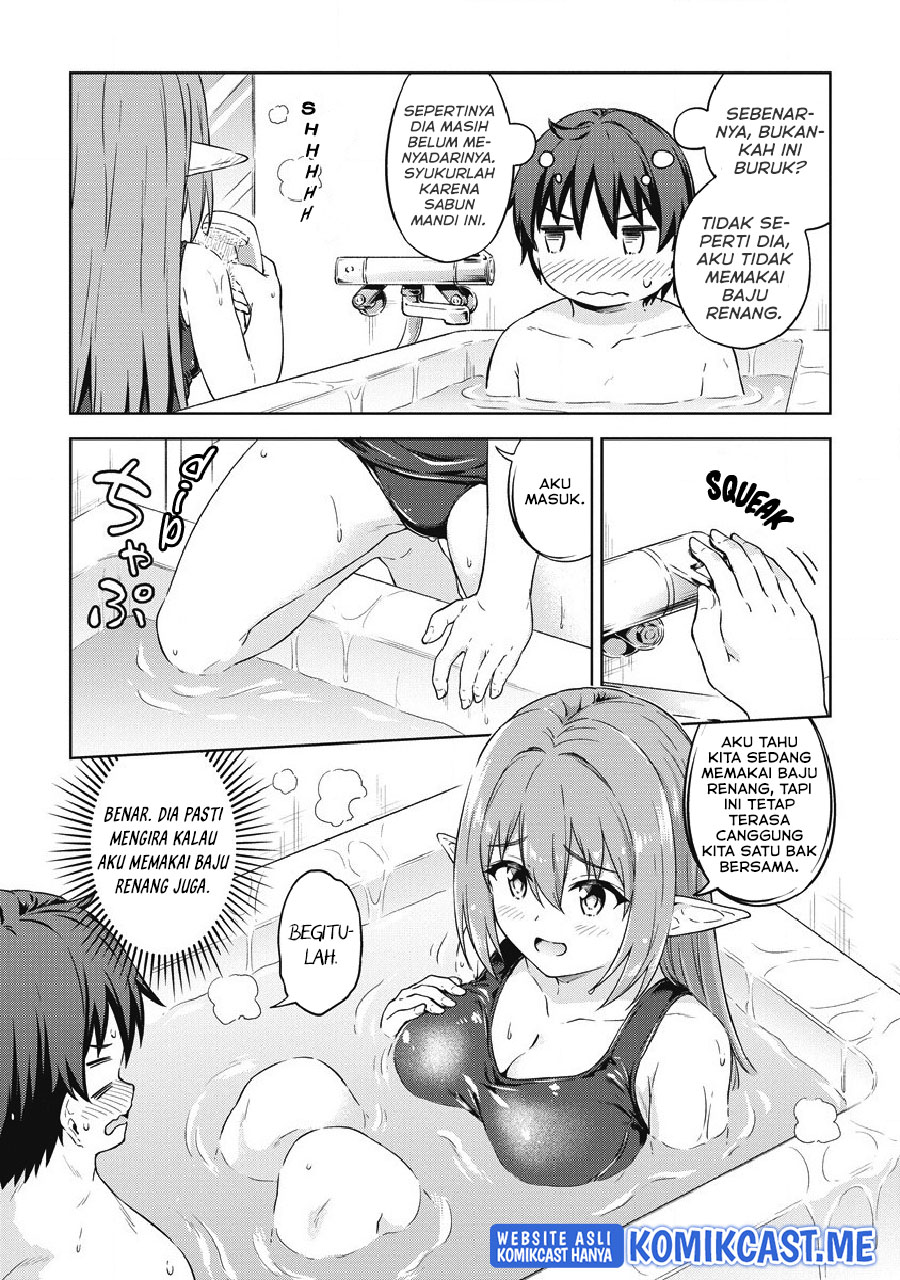 SEBENAR-
NYA, BUKAN-
KAH INI
BURUK?
TIDAK SE-
PERTI DIA,
AKU TIDAK
MEMAKAI
BAJU
RENANG.
SEPERTINYA
DIA MASIH
BELUM ME-
NYADARINYA.
SYUKURLAH
KARENA
SABUN
MANDI INI.
SHHHHH
SQUEAK
AKU
MASUK.
dib
ちゃぷ
AKU TAHU
KITA SEDANG
MEMAKAI BAJU
RENANG, TAPI
INI TETAP
TERASA
CANGGUNG
KITA SATU BAK
BERSAMA.
BENAR. DIA PASTI
MENGIRA KALAU
AKU MEMAKAI BAJU
RENANG JUGA.
BEGITU-
LAH.
WEBSITE ASLI
KOMIKCAST HANYA
KOMIKCAST.ME